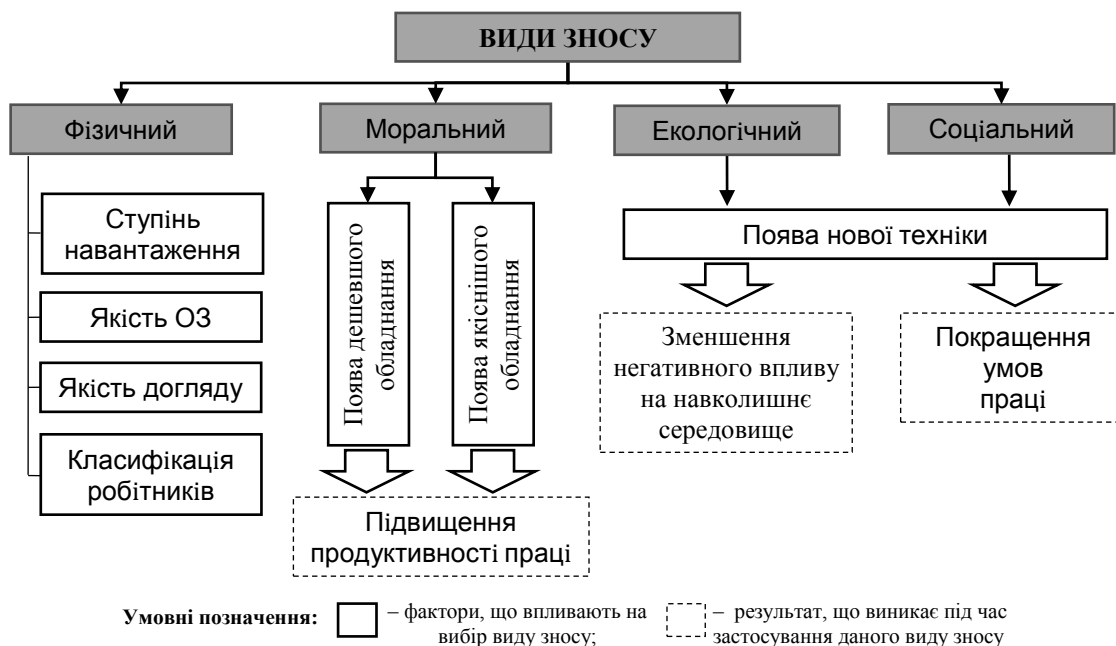 ВИДИ ЗНОСУ
Фізичний
Моральний
Екологічний
Соціальний
Ступінь
навантаження
Якість ОЗ
Якість догляду
Класифікація
робітників
Поява дешевшого
обладнання
Поява якіснішого
обладнання
Підвищення
продуктивності праці
Поява нової техніки
Зменшення
негативного впливу
на навколишнє
середовище
Покращення
умов
праці
Умовні позначення:
– фактори, що впливають на
вибір виду зносу;
– результат, що виникає під час
застосування даного виду зносу